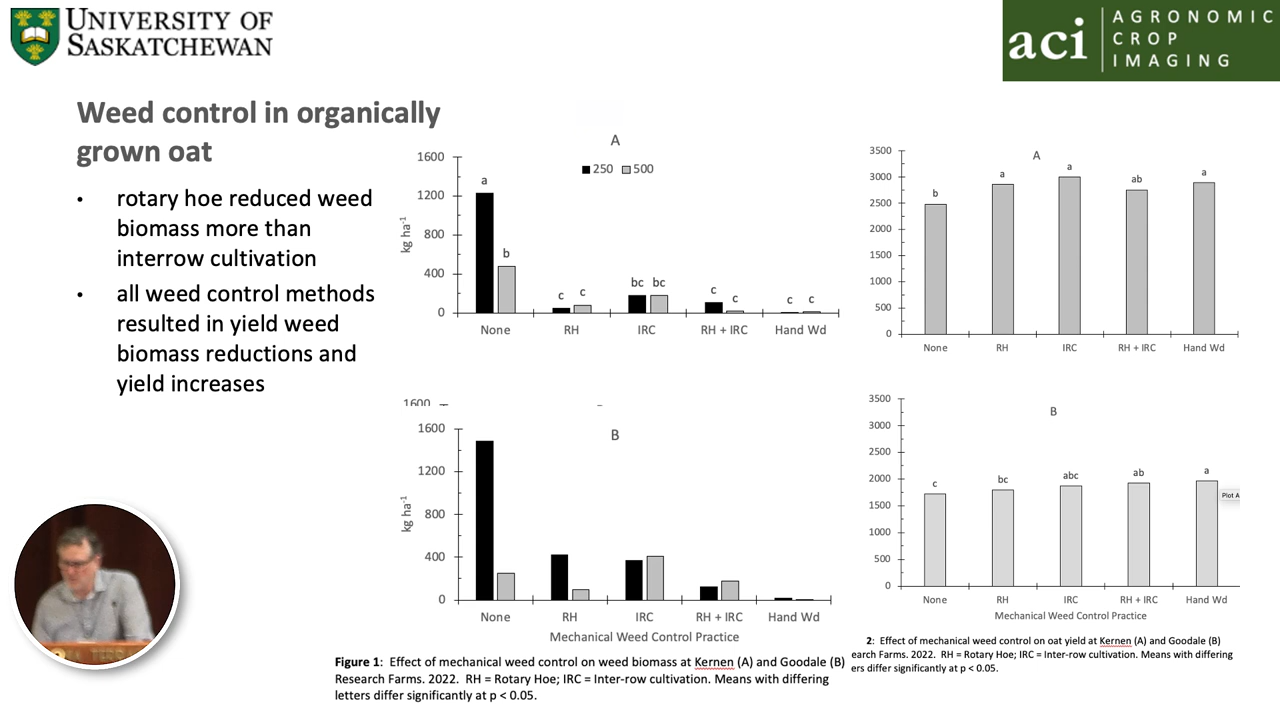 UNIVERSITY OF
SASKATCHEWAN
aci
AGRONOMIC
CROP
IMAGING
Weed control in organically
grown oat
• rotary hoe reduced weed
biomass more than
interrow cultivation
• all weed control methods
resulted in yield weed
biomass reductions and
yield increases
A
250 500
kg ha-1
1600
1200
800
400
0
a
b
c c
bc bc
c c
c c
None RH IRC RH + IRC Hand Wd
1600
B
kg ha-1
1600
1200
800
400
0
None RH IRC RH + IRC Hand Wd
Mechanical Weed Control Practice
Figure 1: Effect of mechanical weed control on weed biomass at Kernen (A) and Goodale (B)
Research Farms. 2022. RH = Rotary Hoe; IRC = Inter-row cultivation. Means with differing
letters differ significantly at p < 0.05.
A
3500
3000
2500
2000
1500
1000
500
0
b a a ab a
None RH IRC RH + IRC Hand Wd
B
3500
3000
2500
2000
1500
1000
500
0
c bc abc ab a
Plot A
None RH IRC RH + IRC Hand Wd
Mechanical Weed Control Practice
2: Effect of mechanical weed control on oat yield at Kernen (A) and Goodale (B)
earch Farms. 2022. RH = Rotary Hoe; IRC = Inter-row cultivation. Means with differing
ers differ significantly at p < 0.05.